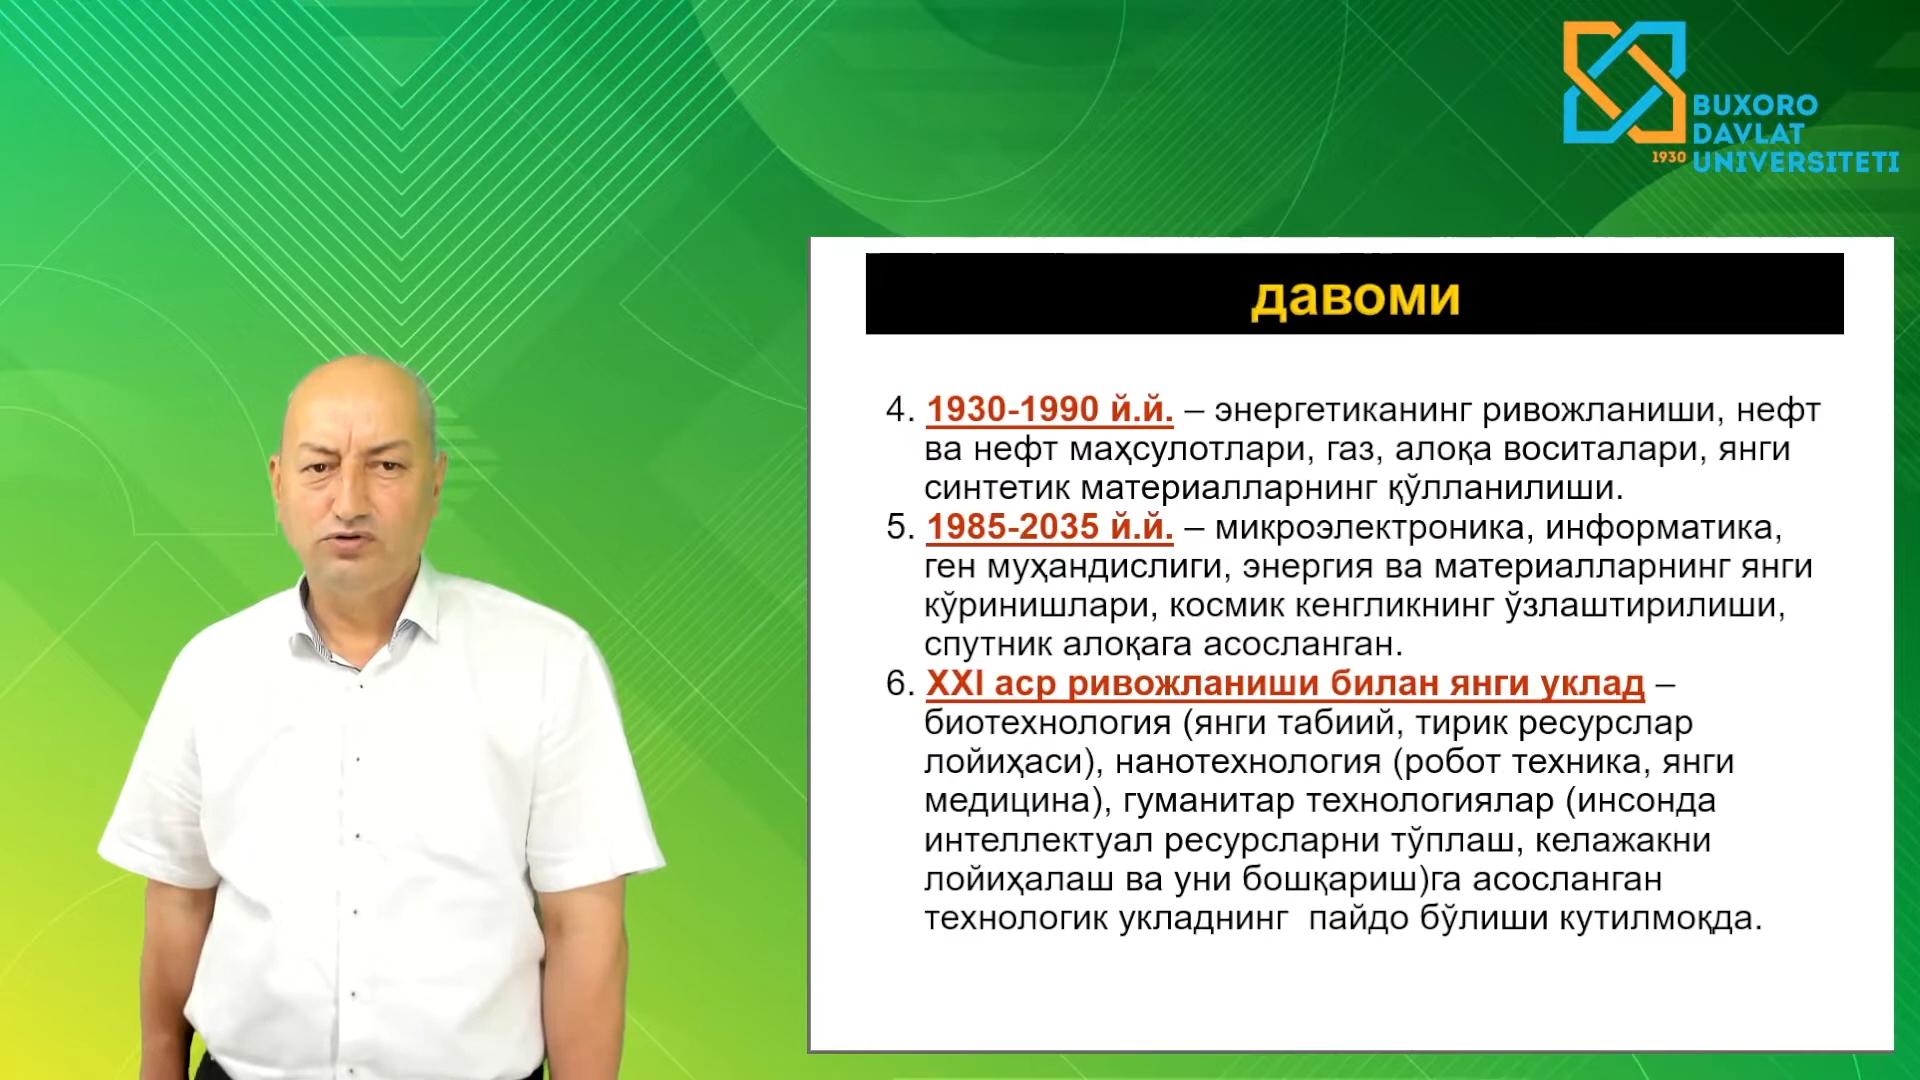 BUXORO
DAVLAT
1930 UNIVERSITETI
давоми
4. 1930-1990 й.й. – энергетиканинг ривожланиши, нефт
ва нефт маҳсулотлари, газ, алоқа воситалари, янги
синтетик материалларнинг қўлланилиши.
5. 1985-2035 й.й. – микроэлектроника, информатика,
ген муҳандислиги, энергия ва материалларнинг янги
кўринишлари, космик кенгликнинг ўзлаштирилиши,
спутник алоқага асосланган.
6. XXI аср ривожланиши билан янги уклад –
биотехнология (янги табиий, тирик ресурслар
лойиҳаси), нанотехнология (робот техника, янги
медицина), гуманитар технологиялар (инсонда
интеллектуал ресурсларни тўплаш, келажакни
лойиҳалаш ва уни бошқариш)га асосланган
технологик укладнинг  пайдо бўлиши кутилмоқда.